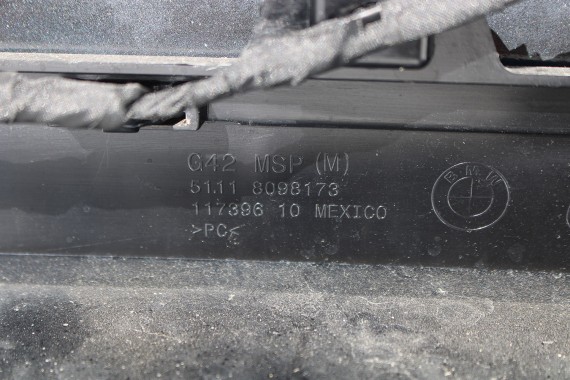 G42 MSP (M)
51.11 8098173
117396 10 MEXICO
>PC<
BMW